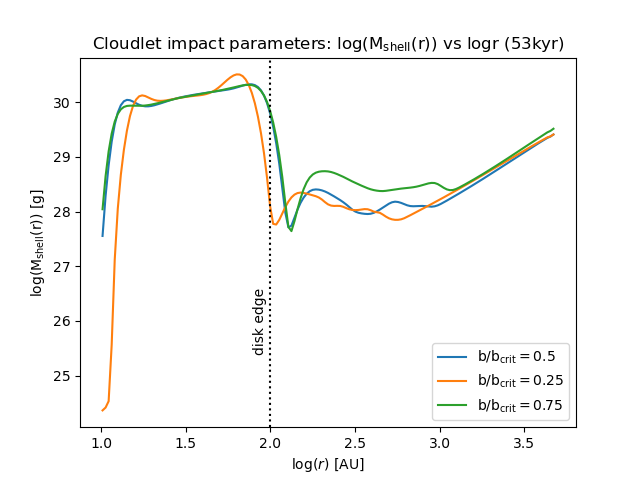 Cloudlet impact parameters: log(M_shell(r)) vs logr (53kyr)
log(M_shell(r)) [g]
30
29
28
27
26
25
disk edge
b/b_crit = 0.5
b/b_crit = 0.25
b/b_crit = 0.75
1.0 1.5 2.0 2.5 3.0 3.5
log(r) [AU]